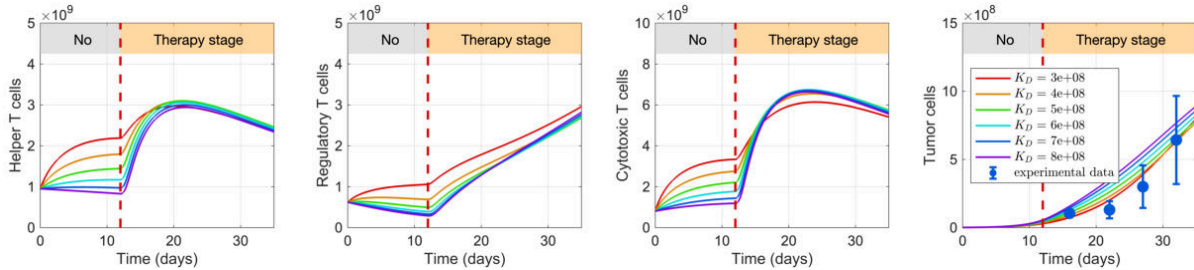 ×10⁹
5
4
3
2
1
0
No
Therapy stage
Helper T cells
0
10
20
30
Time (days)
×10⁹
5
4
3
2
1
0
No
Therapy stage
Regulatory T cells
0
10
20
30
Time (days)
×10⁹
10
8
6
4
2
0
No
Therapy stage
Cytotoxic T cells
0
10
20
30
Time (days)
×10⁸
15
10
5
0
No
Therapy stage
Tumor cells
K_D = 3e+08
K_D = 4e+08
K_D = 5e+08
K_D = 6e+08
K_D = 7e+08
K_D = 8e+08
experimental data
0
10
20
30
Time (days)